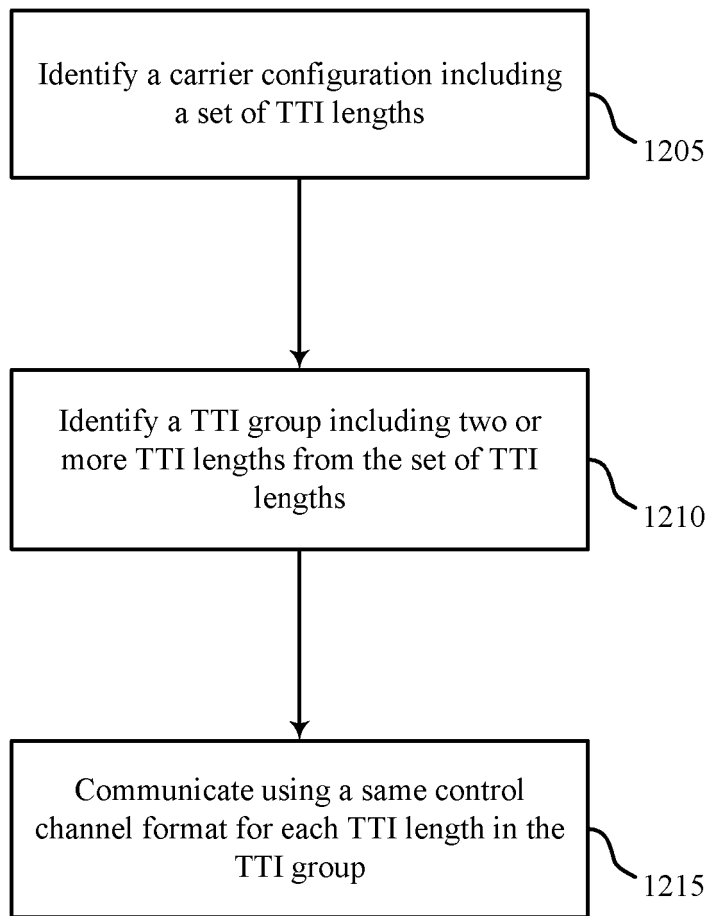 Identify a carrier configuration including
a set of TTI lengths
1205
Identify a TTI group including two or
more TTI lengths from the set of TTI
lengths
1210
Communicate using a same control
channel format for each TTI length in the
TTI group
1215